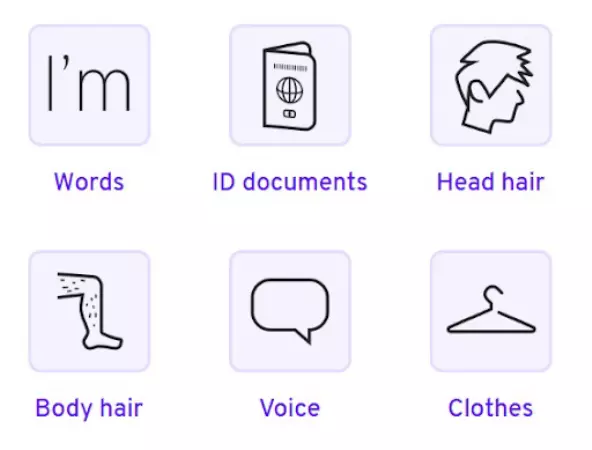 I'm
Words
ID documents
Head hair
Body hair
Voice
Clothes